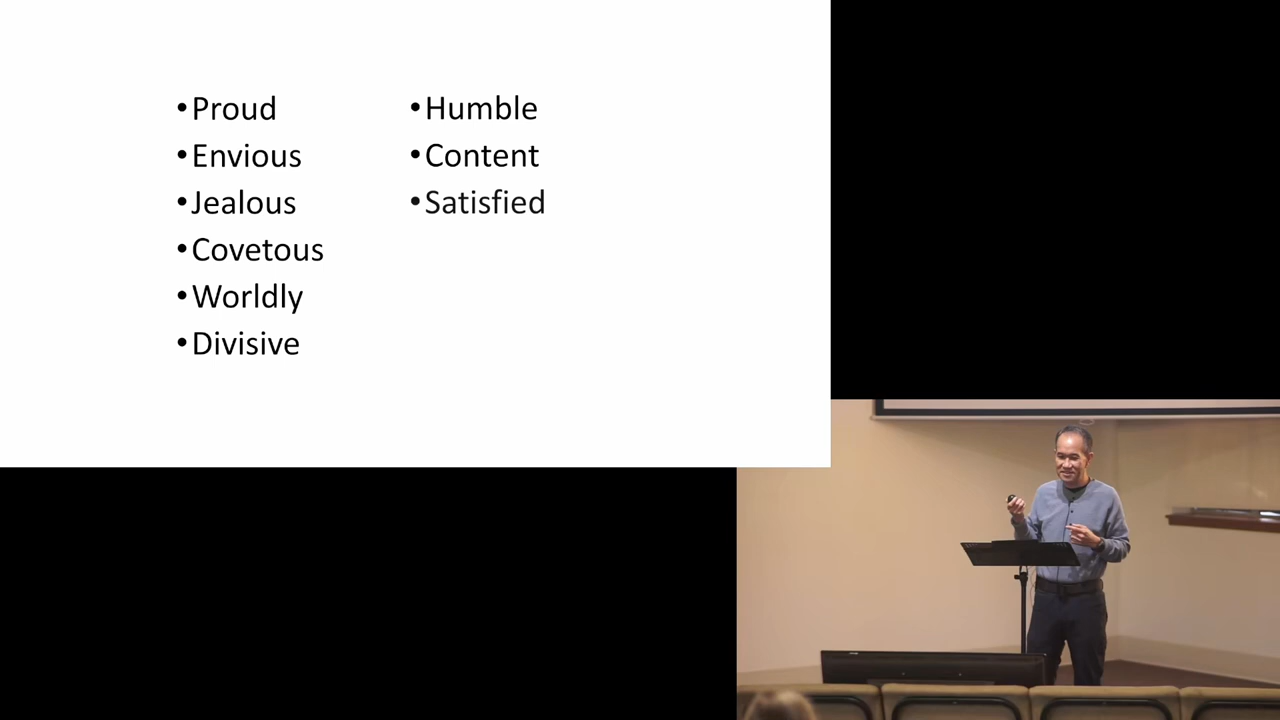 •Proud
•Envious
•Jealous
•Covetous
•Worldly
•Divisive
•Humble
•Content
•Satisfied